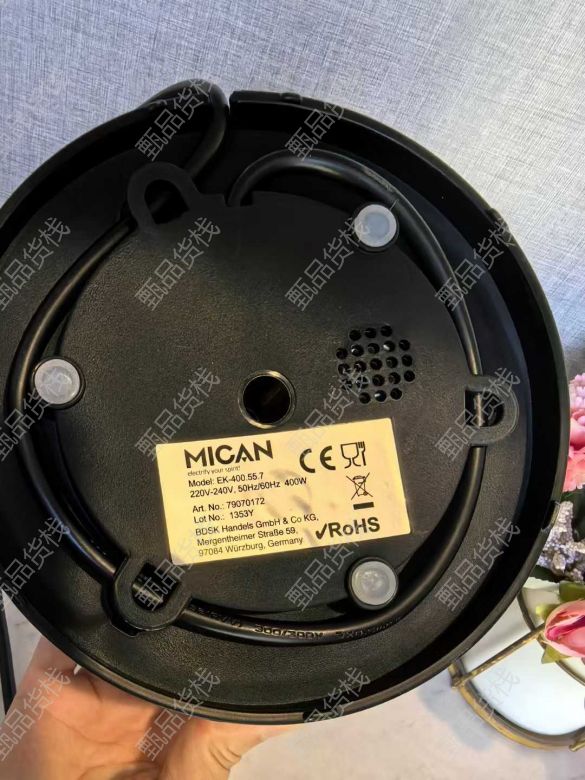 MICAN
electrify your spirit!
Model: EK-400.55.7
220V-240V, 50Hz/60Hz 400W
Art. No.: 79070172
Lot No.: 1353Y
BDSK Handels GmbH & Co KG,
Mergentheimer Straße 59,
97084 Würzburg, Germany
CE
✓RoHS
甄品货栈